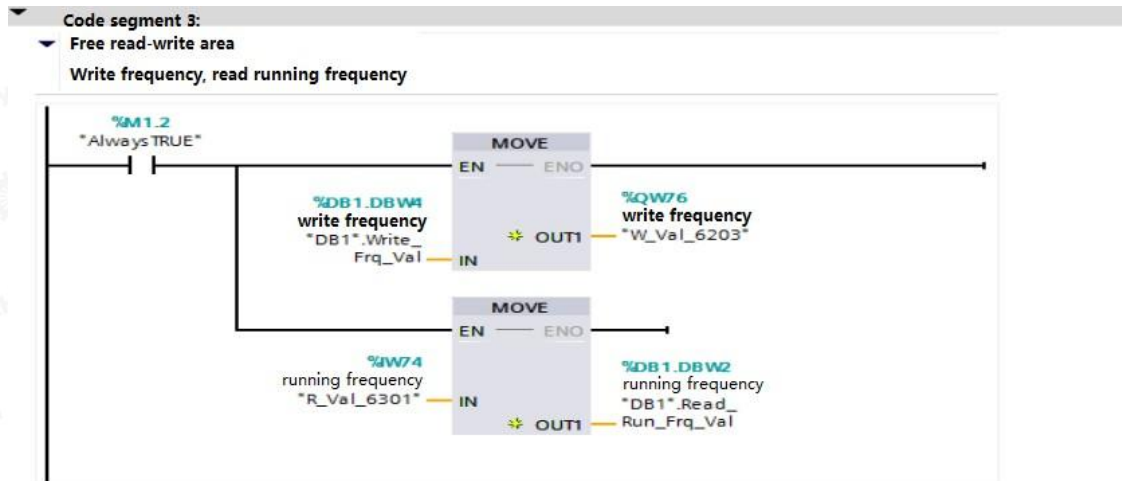 Code segment 3:
Free read-write area
Write frequency, read running frequency
%M1.2
"AlwaysTRUE"
MOVE
EN ENO
%DB1.DBW4
write frequency
"DB1".Write_
Frq_Val
IN
OUT1
%QW76
write frequency
"W_Val_6203"
MOVE
EN ENO
%IW74
running frequency
"R_Val_6301"
IN
OUT1
%DB1.DBW2
running frequency
"DB1".Read_
Run_Frq_Val